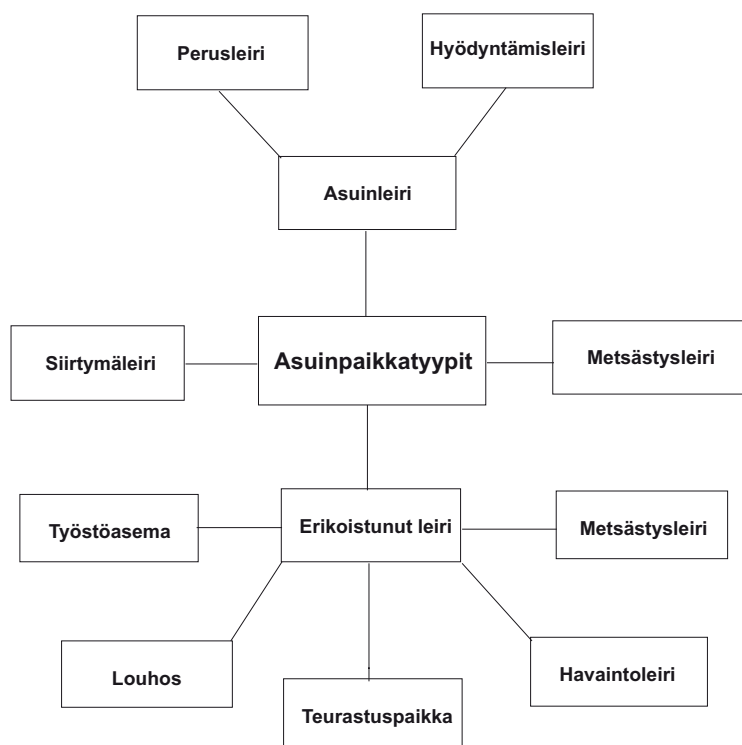 Perusleiri
Hyödyntämisleiri
Asuinleiri
Siirtymäleiri
Asuinpaikkatyypit
Metsästysleiri
Työstöasema
Erikoistunut leiri
Metsästysleiri
Louhos
Havaintoleiri
Teurastuspaikka